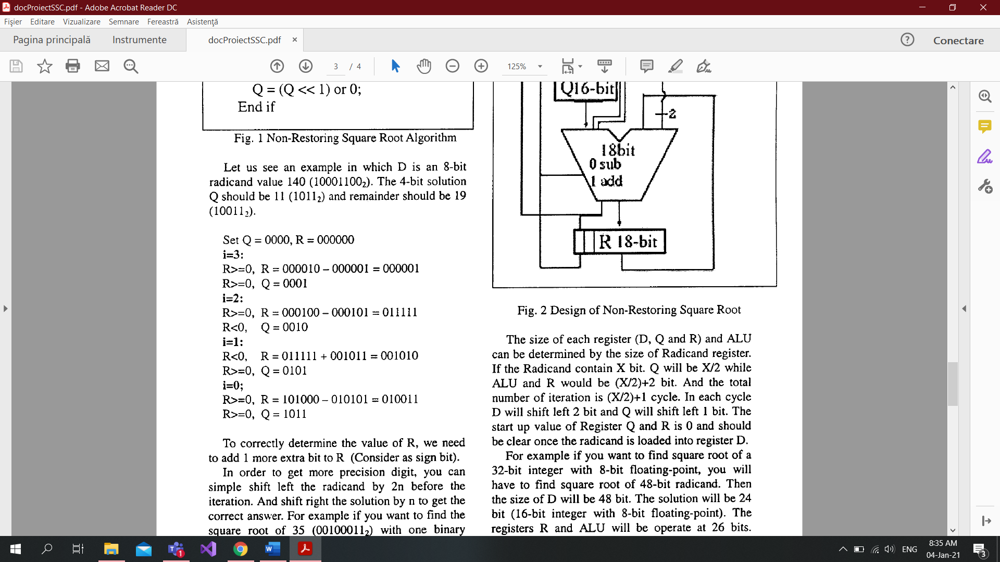 docProiectSSC.pdf - Adobe Acrobat Reader DC
Fișier Editare Vizualizare Semnare Fereastră Asistență
Pagina principală Instrumente docProiectSSC.pdf × ? Conectare
3 / 4 125%
Q = (Q << 1) or 0;
End if
Fig. 1 Non-Restoring Square Root Algorithm
Let us see an example in which D is an 8-bit
radicand value 140 (10001100₂). The 4-bit solution
Q should be 11 (1011₂) and remainder should be 19
(10011₂).
Set Q = 0000, R = 000000
i=3:
R>=0, R = 000010 – 000001 = 000001
R>=0, Q = 0001
i=2:
R>=0, R = 000100 – 000101 = 011111
R<0, Q = 0010
i=1:
R<0, R = 011111 + 001011 = 001010
R>=0, Q = 0101
i=0;
R>=0, R = 101000 – 010101 = 010011
R>=0, Q = 1011
To correctly determine the value of R, we need
to add 1 more extra bit to R (Consider as sign bit).
In order to get more precision digit, you can
simple shift left the radicand by 2n before the
iteration. And shift right the solution by n to get the
correct answer. For example if you want to find the
square root of 35 (00100011₂) with one binary
Q16-bit
2
18bit
0 sub
1 add
R 18-bit
Fig. 2 Design of Non-Restoring Square Root
The size of each register (D, Q and R) and ALU
can be determined by the size of Radicand register.
If the Radicand contain X bit. Q will be X/2 while
ALU and R would be (X/2)+2 bit. And the total
number of iteration is (X/2)+1 cycle. In each cycle
D will shift left 2 bit and Q will shift left 1 bit. The
start up value of Register Q and R is 0 and should
be clear once the radicand is loaded into register D.
For example if you want to find square root of a
32-bit integer with 8-bit floating-point, you will
have to find square root of 48-bit radicand. Then
the size of D will be 48 bit. The solution will be 24
bit (16-bit integer with 8-bit floating-point). The
registers R and ALU will be operate at 26 bits.
1
ENG
8:35 AM
04-Jan-21
3